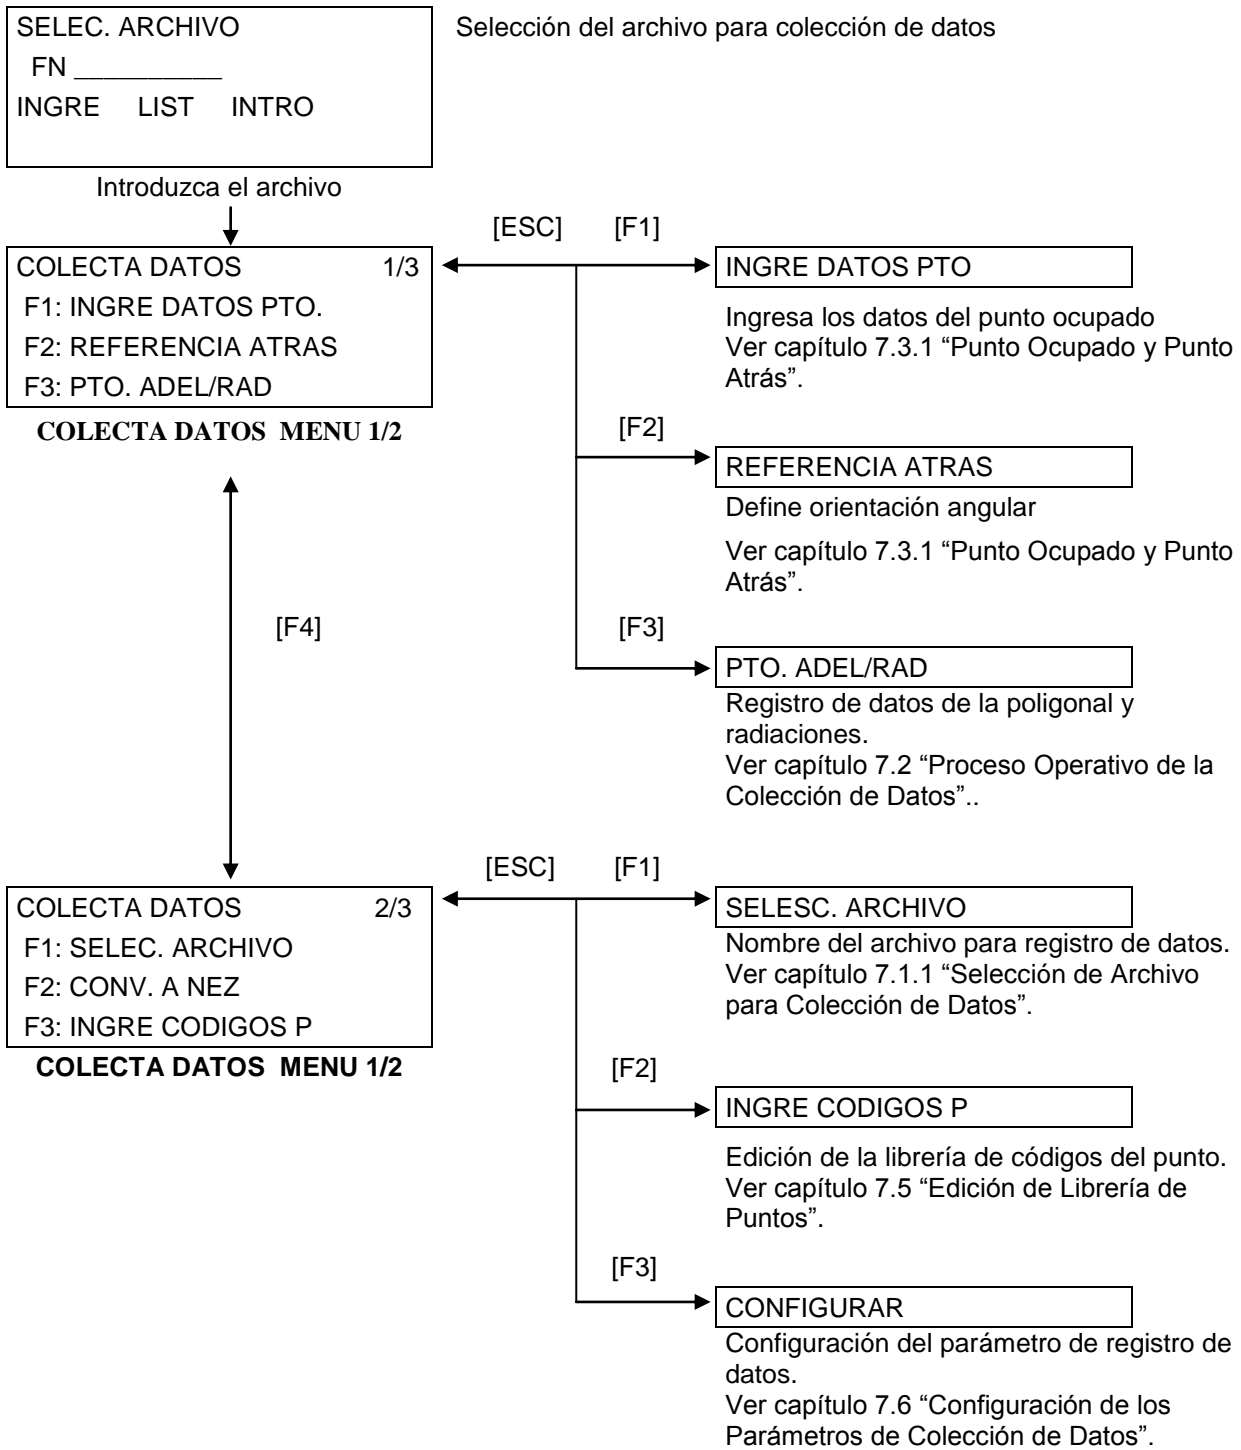 SELEC. ARCHIVO
FN __________
INGRE LIST INTRO
Selección del archivo para colección de datos
Introduzca el archivo
[ESC] [F1]
COLECTA DATOS 1/3
F1: INGRE DATOS PTO.
F2: REFERENCIA ATRAS
F3: PTO. ADEL/RAD
COLECTA DATOS MENU 1/2
INGRE DATOS PTO
Ingresa los datos del punto ocupado
Ver capítulo 7.3.1 “Punto Ocupado y Punto
Atrás”.
[F2]
REFERENCIA ATRAS
Define orientación angular
Ver capítulo 7.3.1 “Punto Ocupado y Punto
Atrás”.
[F4]
[F3]
PTO. ADEL/RAD
Registro de datos de la poligonal y
radiaciones.
Ver capítulo 7.2 “Proceso Operativo de la
Colección de Datos”..
[ESC] [F1]
COLECTA DATOS 2/3
F1: SELEC. ARCHIVO
F2: CONV. A NEZ
F3: INGRE CODIGOS P
COLECTA DATOS MENU 1/2
SELESC. ARCHIVO
Nombre del archivo para registro de datos.
Ver capítulo 7.1.1 “Selección de Archivo
para Colección de Datos”.
[F2]
INGRE CODIGOS P
Edición de la librería de códigos del punto.
Ver capítulo 7.5 “Edición de Librería de
Puntos”.
[F3]
CONFIGURAR
Configuración del parámetro de registro de
datos.
Ver capítulo 7.6 “Configuración de los
Parámetros de Colección de Datos”.